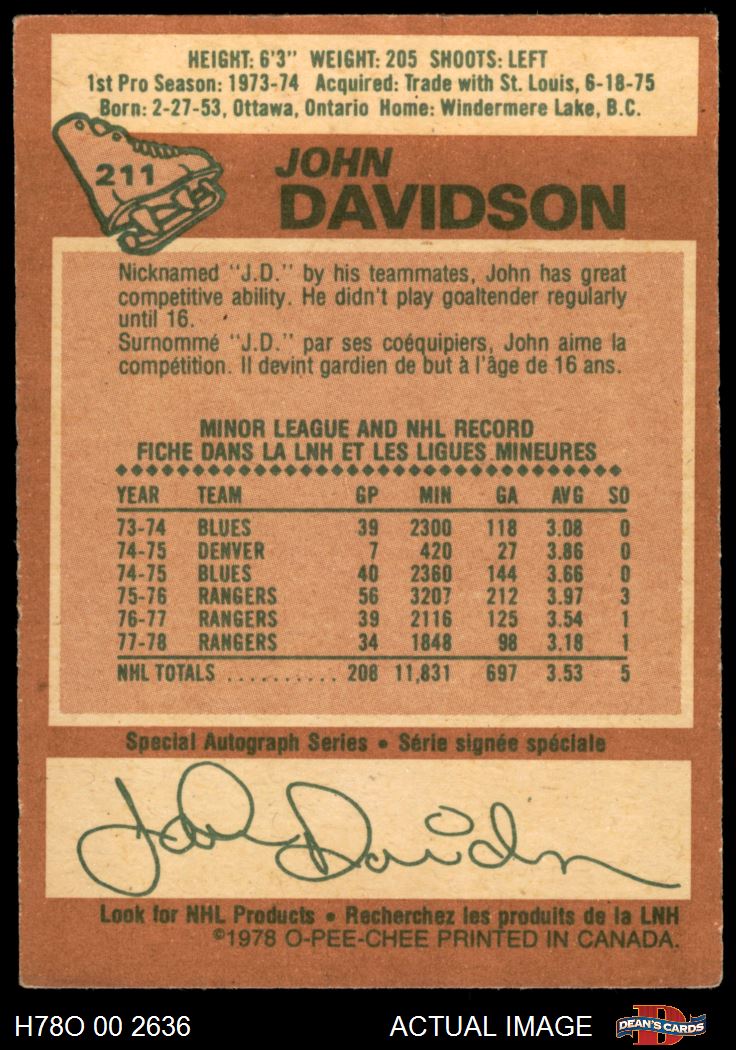 HEIGHT: 6'3" WEIGHT: 205 SHOOTS: LEFT
1st Pro Season: 1973-74 Acquired: Trade with St. Louis, 6-18-75
Born: 2-27-53, Ottawa, Ontario Home: Windermere Lake, B.C.
211
JOHN
DAVIDSON
Nicknamed "J.D." by his teammates, John has great
competitive ability. He didn't play goaltender regularly
until 16.
Surnommé "J.D." par ses coéquipiers, John aime la
compétition. Il devint gardien de but à l'âge de 16 ans.
MINOR LEAGUE AND NHL RECORD
FICHE DANS LA LNH ET LES LIGUES MINEURES
YEAR TEAM GP MIN GA AVG SO
73-74 BLUES 39 2300 118 3.08 0
74-75 DENVER 7 420 27 3.86 0
74-75 BLUES 40 2360 144 3.66 0
75-76 RANGERS 56 3207 212 3.97 3
76-77 RANGERS 39 2116 125 3.54 1
77-78 RANGERS 34 1848 98 3.18 1
NHL TOTALS .......... 208 11,831 697 3.53 5
Special Autograph Series • Série signée spéciale
John Davidson
Look for NHL Products • Recherchez les produits de la LNH
©1978 O-PEE-CHEE PRINTED IN CANADA.
H78O 00 2636 ACTUAL IMAGE D DEAN'S CARDS